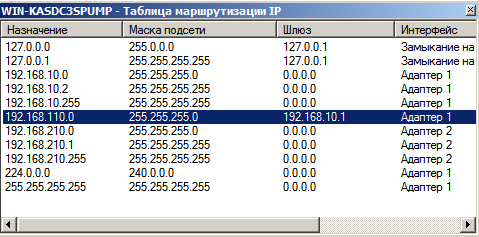 WIN-KASDC3SPUMP - Таблица маршрутизации IP
Назначение Маска подсети Шлюз Интерфейс
127.0.0.0 255.0.0.0 127.0.0.1 Замыкание на
127.0.0.1 255.255.255.255 127.0.0.1 Замыкание на
192.168.10.0 255.255.255.0 0.0.0.0 Адаптер 1
192.168.10.2 255.255.255.255 0.0.0.0 Адаптер 1
192.168.10.255 255.255.255.255 0.0.0.0 Адаптер 1
192.168.110.0 255.255.255.0 192.168.10.1 Адаптер 1
192.168.210.0 255.255.255.0 0.0.0.0 Адаптер 2
192.168.210.1 255.255.255.255 0.0.0.0 Адаптер 2
192.168.210.255 255.255.255.255 0.0.0.0 Адаптер 2
224.0.0.0 240.0.0.0 0.0.0.0 Адаптер 1
255.255.255.255 255.255.255.255 0.0.0.0 Адаптер 1